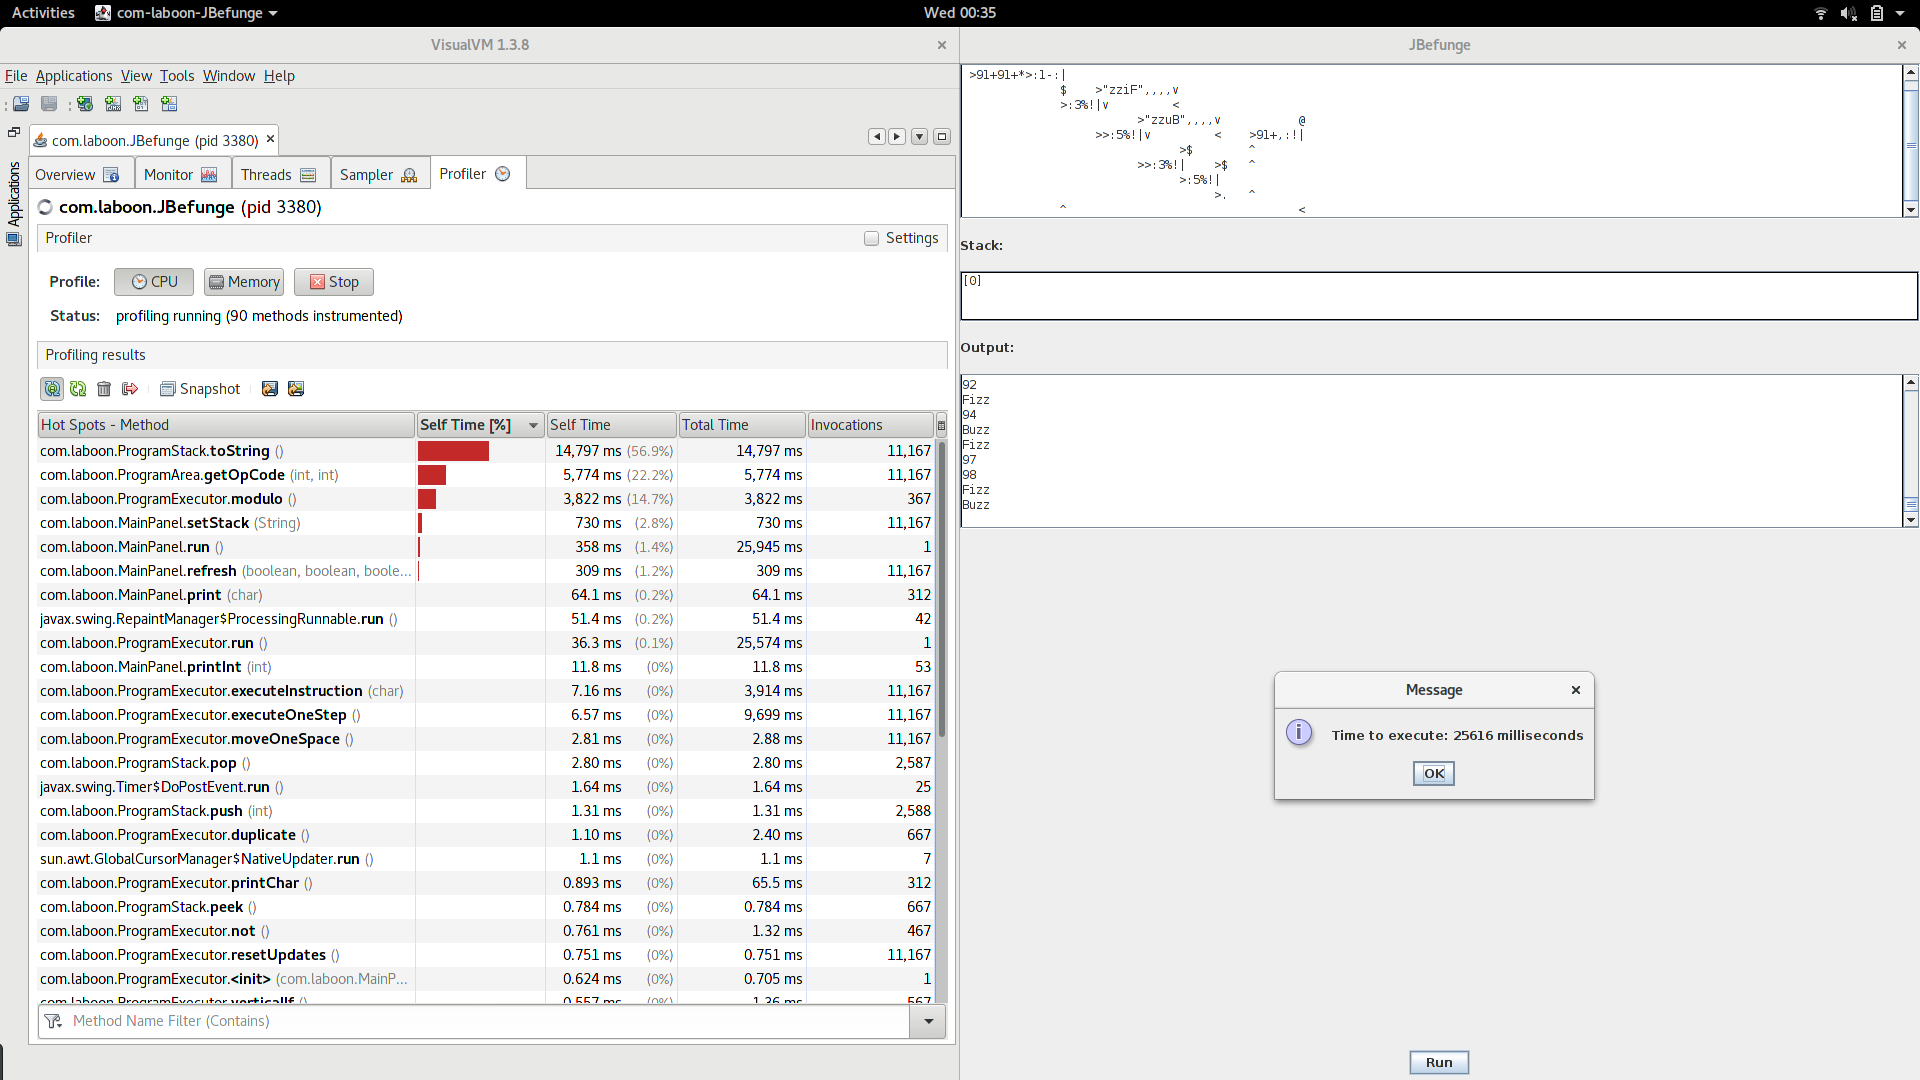 Activities com-laboon-JBefunge Wed 00:35
VisualVM 1.3.8
File Applications View Tools Window Help
Applications
com.laboon.JBefunge (pid 3380)
Overview Monitor Threads Sampler Profiler
com.laboon.JBefunge (pid 3380)
Profiler Settings
Profile: CPU Memory Stop
Status: profiling running (90 methods instrumented)
Profiling results
Snapshot
Hot Spots - Method Self Time [%] Self Time Total Time Invocations
com.laboon.ProgramStack.toString () 14,797 ms (56.9%) 14,797 ms 11,167
com.laboon.ProgramArea.getOpCode (int, int) 5,774 ms (22.2%) 5,774 ms 11,167
com.laboon.ProgramExecutor.modulo () 3,822 ms (14.7%) 3,822 ms 367
com.laboon.MainPanel.setStack (String) 730 ms (2.8%) 730 ms 11,167
com.laboon.MainPanel.run () 358 ms (1.4%) 25,945 ms 1
com.laboon.MainPanel.refresh (boolean, boolean, boole... 309 ms (1.2%) 309 ms 11,167
com.laboon.MainPanel.print (char) 64.1 ms (0.2%) 64.1 ms 312
javax.swing.RepaintManager$ProcessingRunnable.run () 51.4 ms (0.2%) 51.4 ms 42
com.laboon.ProgramExecutor.run () 36.3 ms (0.1%) 25,574 ms 1
com.laboon.MainPanel.printInt (int) 11.8 ms (0%) 11.8 ms 53
com.laboon.ProgramExecutor.executeInstruction (char) 7.16 ms (0%) 3,914 ms 11,167
com.laboon.ProgramExecutor.executeOneStep () 6.57 ms (0%) 9,699 ms 11,167
com.laboon.ProgramExecutor.moveOneSpace () 2.81 ms (0%) 2.88 ms 11,167
com.laboon.ProgramStack.pop () 2.80 ms (0%) 2.80 ms 2,587
javax.swing.Timer$DoPostEvent.run () 1.64 ms (0%) 1.64 ms 25
com.laboon.ProgramStack.push (int) 1.31 ms (0%) 1.31 ms 2,588
com.laboon.ProgramExecutor.duplicate () 1.10 ms (0%) 2.40 ms 667
sun.awt.GlobalCursorManager$NativeUpdater.run () 1.1 ms (0%) 1.1 ms 7
com.laboon.ProgramExecutor.printChar () 0.893 ms (0%) 65.5 ms 312
com.laboon.ProgramStack.peek () 0.784 ms (0%) 0.784 ms 667
com.laboon.ProgramExecutor.not () 0.761 ms (0%) 1.32 ms 467
com.laboon.ProgramExecutor.resetUpdates () 0.751 ms (0%) 0.751 ms 11,167
com.laboon.ProgramExecutor.<init> (com.laboon.MainP... 0.624 ms (0%) 0.705 ms 1
com.laboon.ProgramExecutor.verticalIf () 0.557 ms (0%) 1.36 ms 567
Method Name Filter (Contains)
JBefunge
>91+91+*>:1-:|
$ >"zziF",,,,v
>:3%!|v <
>"zzuB",,,,v @
>>:5%!|v < >91+,:!|
>$ ^
>>:3%!| >$ ^
>:5%!|
>. ^
^ <
Stack:
[0]
Output:
92
Fizz
94
Buzz
Fizz
97
98
Fizz
Buzz
Message
Time to execute: 25616 milliseconds
OK
Run